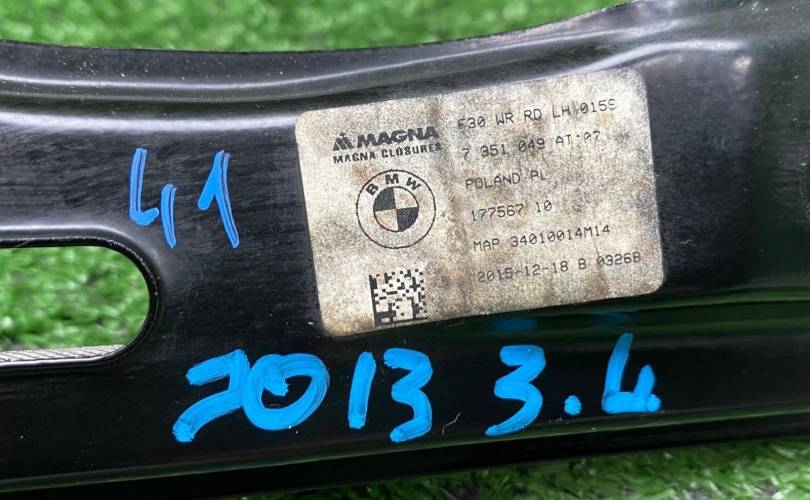 41
MAGNA
MAGNA CLOSURES
BMW
F30 WR RD LH 0159
7 351 049 AT:07
POLAND PL
177567 10
MAP 34010014M14
2015-12-18 B 0326B
2013 3.4